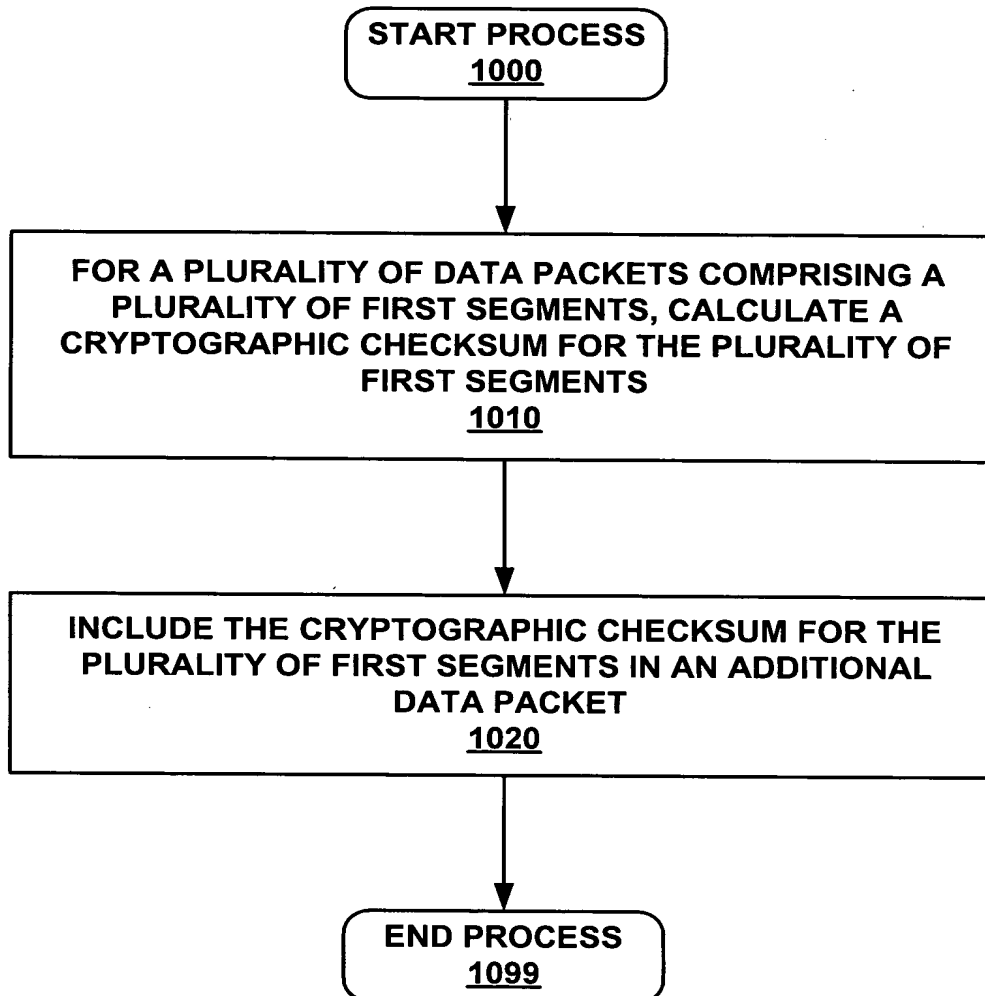 START PROCESS
1000
FOR A PLURALITY OF DATA PACKETS COMPRISING A
PLURALITY OF FIRST SEGMENTS, CALCULATE A
CRYPTOGRAPHIC CHECKSUM FOR THE PLURALITY OF
FIRST SEGMENTS
1010
INCLUDE THE CRYPTOGRAPHIC CHECKSUM FOR THE
PLURALITY OF FIRST SEGMENTS IN AN ADDITIONAL
DATA PACKET
1020
END PROCESS
1099